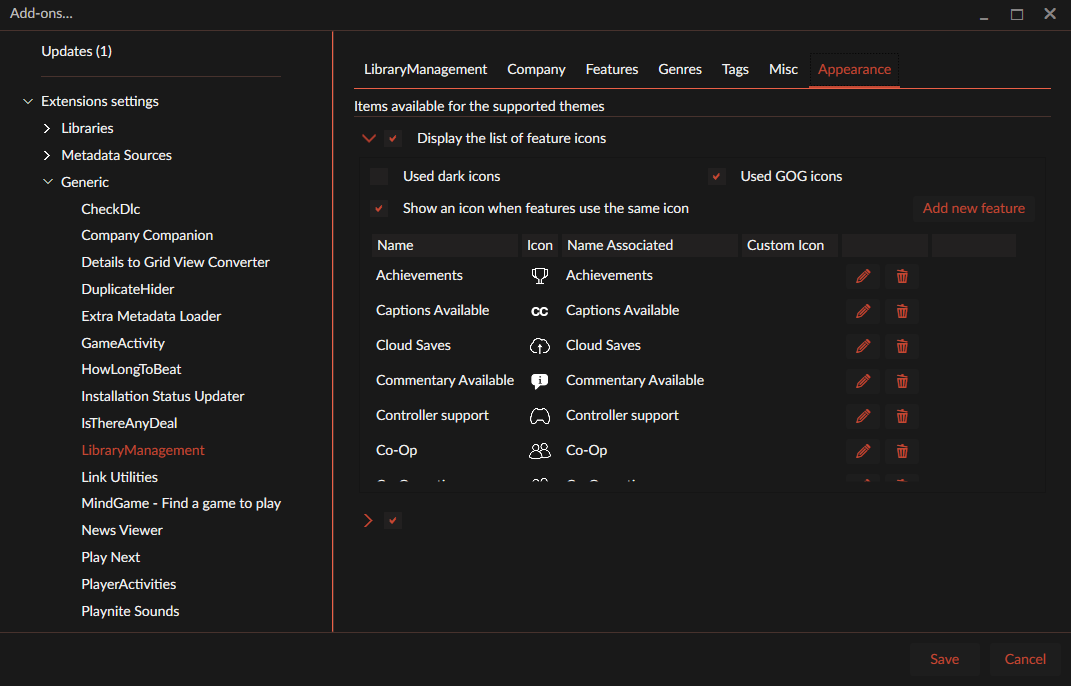 Add-ons...
Updates (1)
Extensions settings
Libraries
Metadata Sources
Generic
CheckDlc
Company Companion
Details to Grid View Converter
DuplicateHider
Extra Metadata Loader
GameActivity
HowLongToBeat
Installation Status Updater
IsThereAnyDeal
LibraryManagement
Link Utilities
MindGame - Find a game to play
News Viewer
Play Next
PlayerActivities
Playnite Sounds
LibraryManagement Company Features Genres Tags Misc Appearance
Items available for the supported themes
Display the list of feature icons
Used dark icons Used GOG icons
Show an icon when features use the same icon Add new feature
Name Icon Name Associated Custom Icon
Achievements Achievements
Captions Available CC Captions Available
Cloud Saves Cloud Saves
Commentary Available Commentary Available
Controller support Controller support
Co-Op Co-Op
Save Cancel